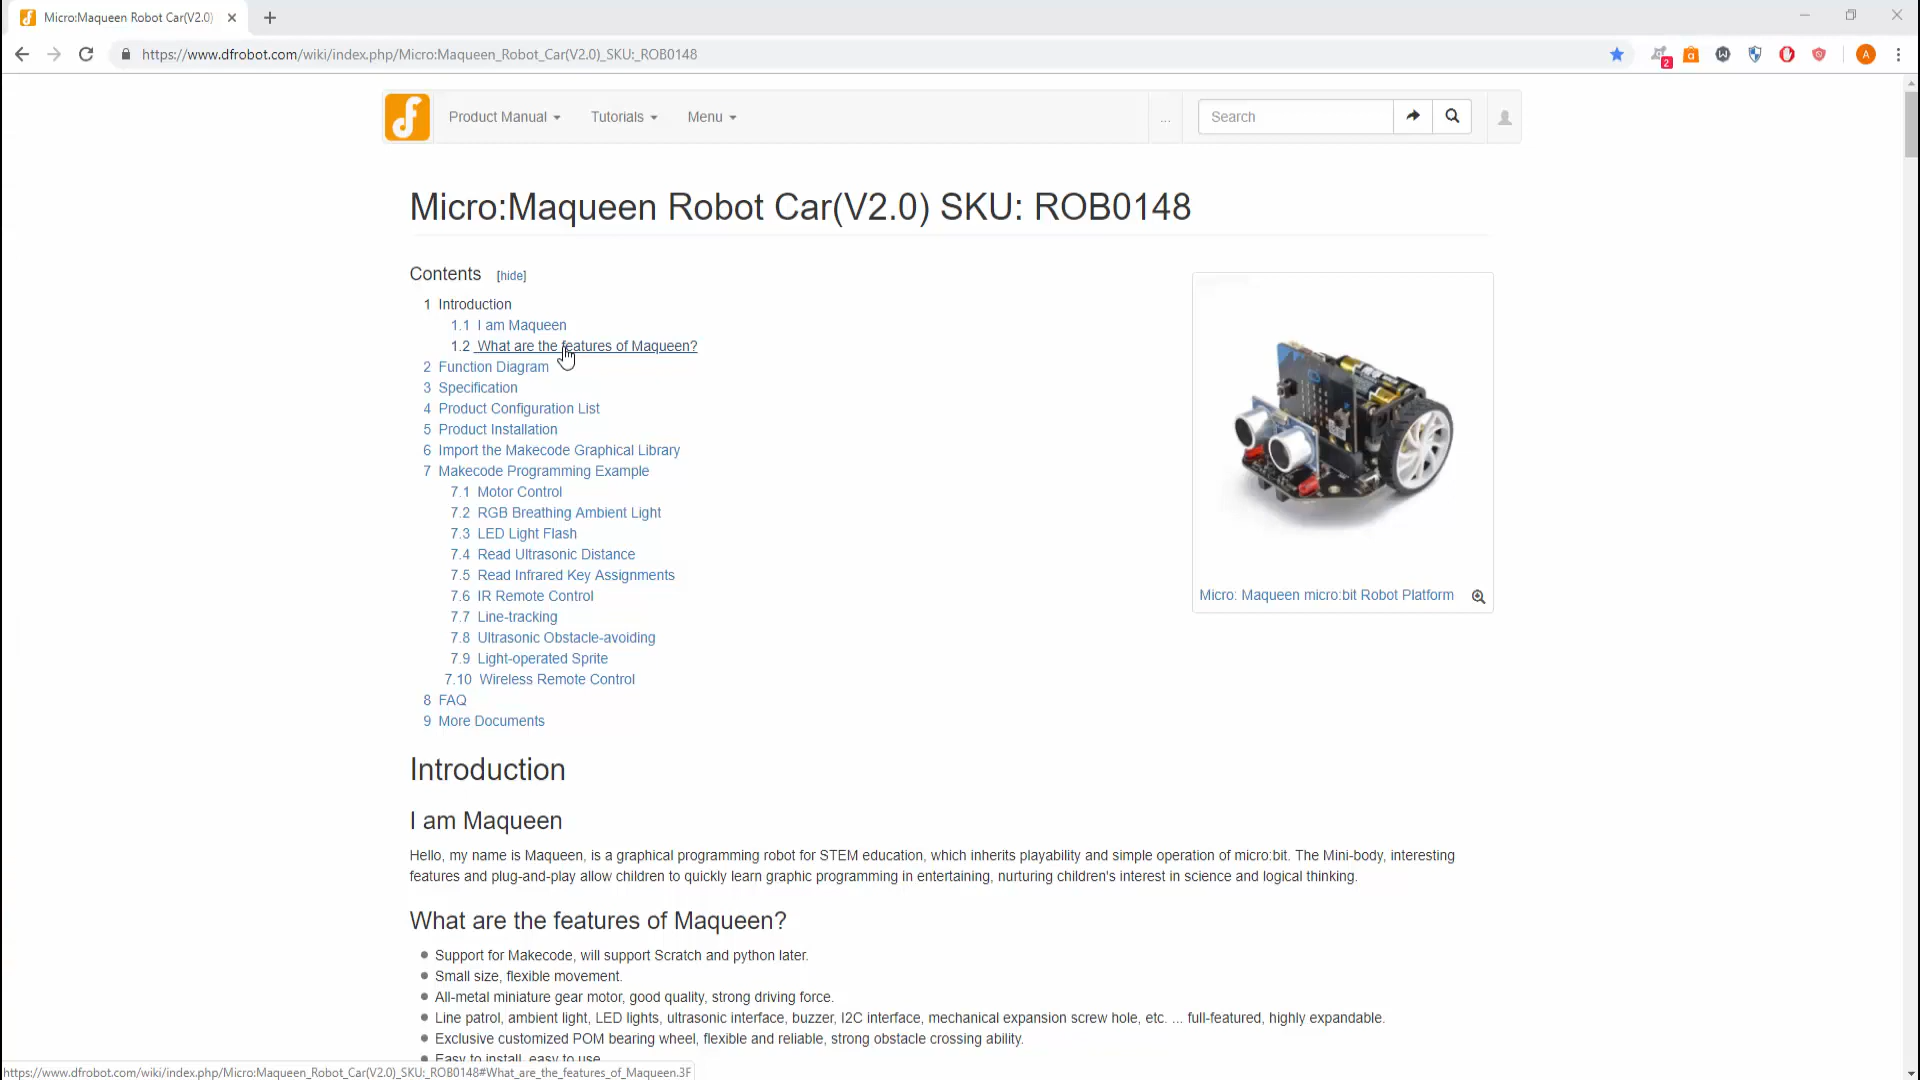 Micro:Maqueen Robot Car(V2.0)
https://www.dfrobot.com/wiki/index.php/Micro:Maqueen_Robot_Car(V2.0)_SKU:_ROB0148
2
A
Product Manual
Tutorials
Menu
...
Search
Micro:Maqueen Robot Car(V2.0) SKU: ROB0148
Contents [hide]
1 Introduction
1.1 I am Maqueen
1.2 What are the features of Maqueen?
2 Function Diagram
3 Specification
4 Product Configuration List
5 Product Installation
6 Import the Makecode Graphical Library
7 Makecode Programming Example
7.1 Motor Control
7.2 RGB Breathing Ambient Light
7.3 LED Light Flash
7.4 Read Ultrasonic Distance
7.5 Read Infrared Key Assignments
7.6 IR Remote Control
7.7 Line-tracking
7.8 Ultrasonic Obstacle-avoiding
7.9 Light-operated Sprite
7.10 Wireless Remote Control
8 FAQ
9 More Documents
Micro: Maqueen micro:bit Robot Platform
Introduction
I am Maqueen
Hello, my name is Maqueen, is a graphical programming robot for STEM education, which inherits playability and simple operation of micro:bit. The Mini-body, interesting
features and plug-and-play allow children to quickly learn graphic programming in entertaining, nurturing children's interest in science and logical thinking.
What are the features of Maqueen?
Support for Makecode, will support Scratch and python later.
Small size, flexible movement.
All-metal miniature gear motor, good quality, strong driving force.
Line patrol, ambient light, LED lights, ultrasonic interface, buzzer, I2C interface, mechanical expansion screw hole, etc. ... full-featured, highly expandable.
Exclusive customized POM bearing wheel, flexible and reliable, strong obstacle crossing ability.
Easy to install, easy to use
https://www.dfrobot.com/wiki/index.php/Micro:Maqueen_Robot_Car(V2.0)_SKU:_ROB0148#What_are_the_features_of_Maqueen.3F